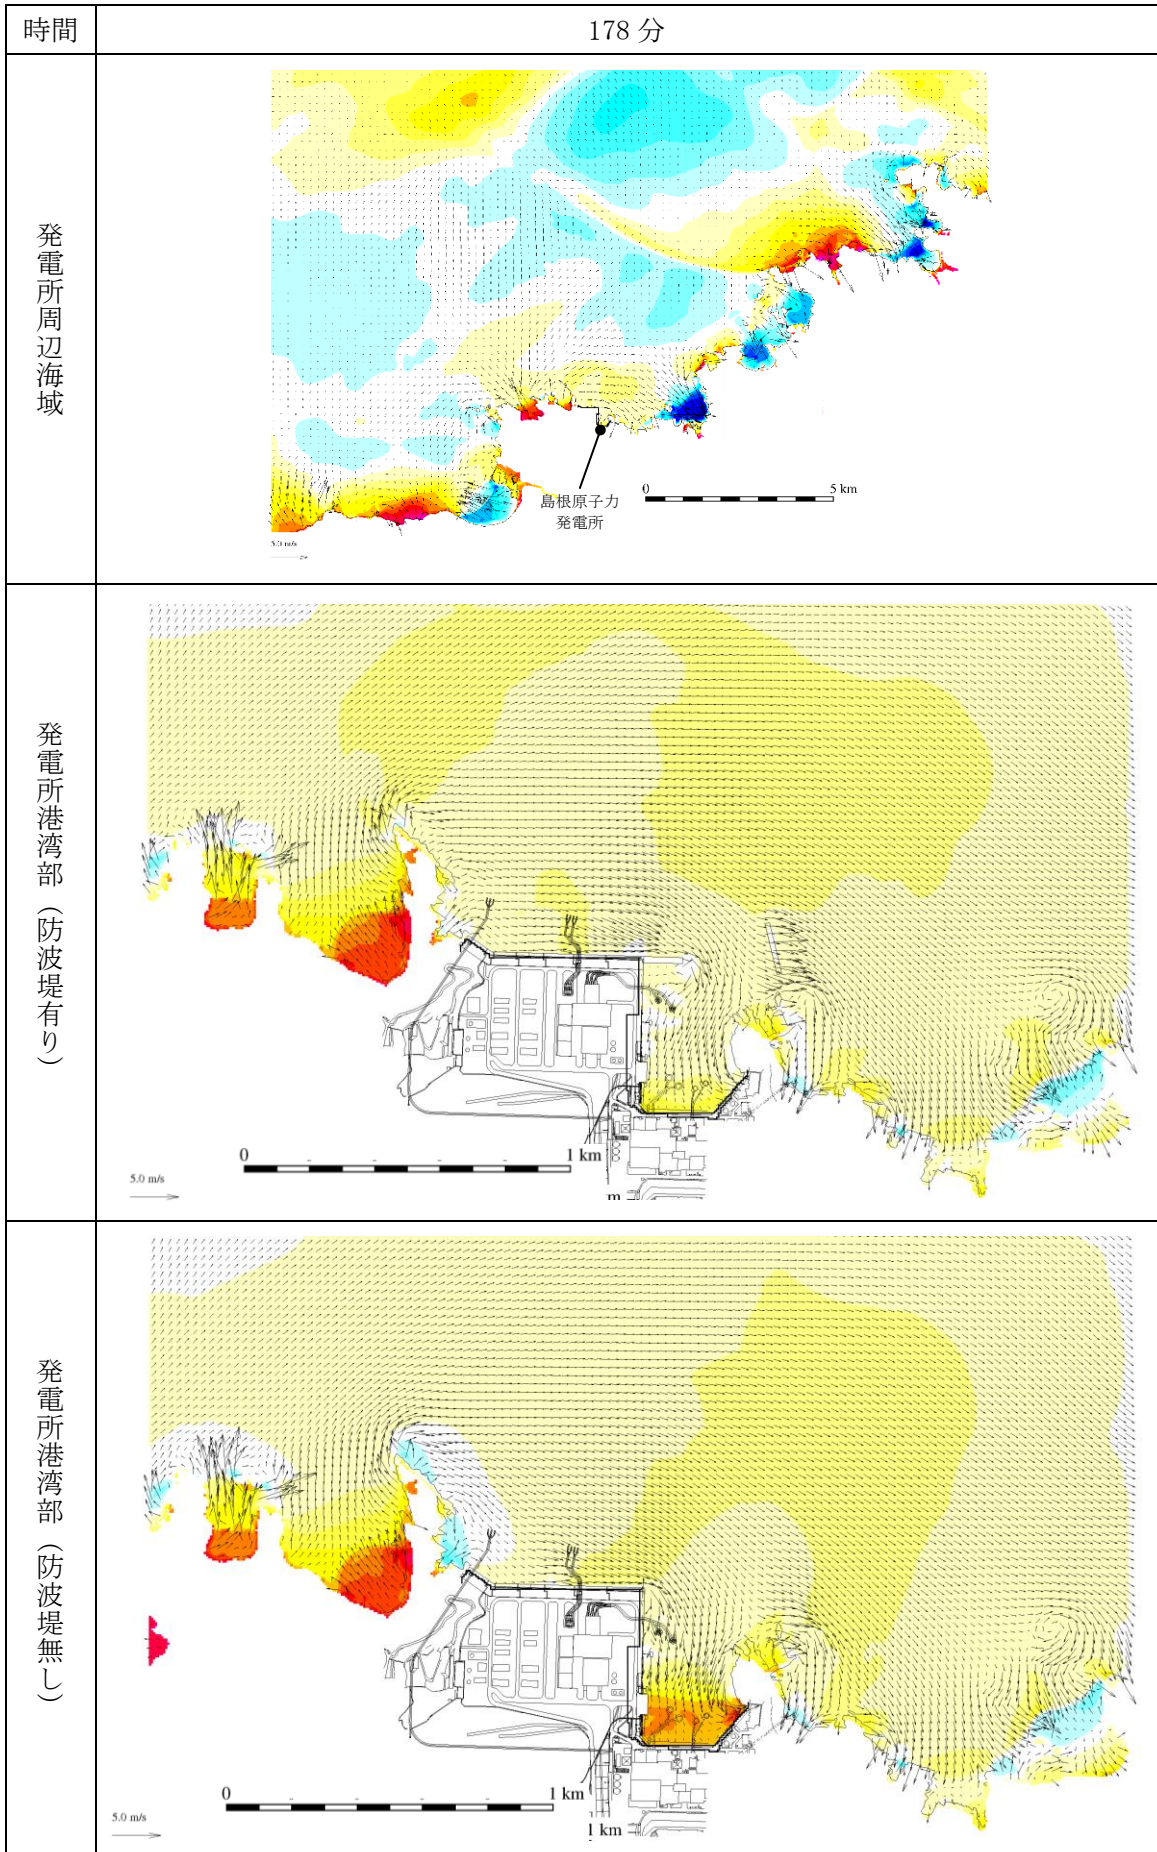 時間
178 分
発電所周辺海域
島根原子力
発電所
0
5 km
5.0 m/s
発電所港湾部（防波堤有り）
0
1 km
5.0 m/s
m
発電所港湾部（防波堤無し）
0
1 km
5.0 m/s
1 km